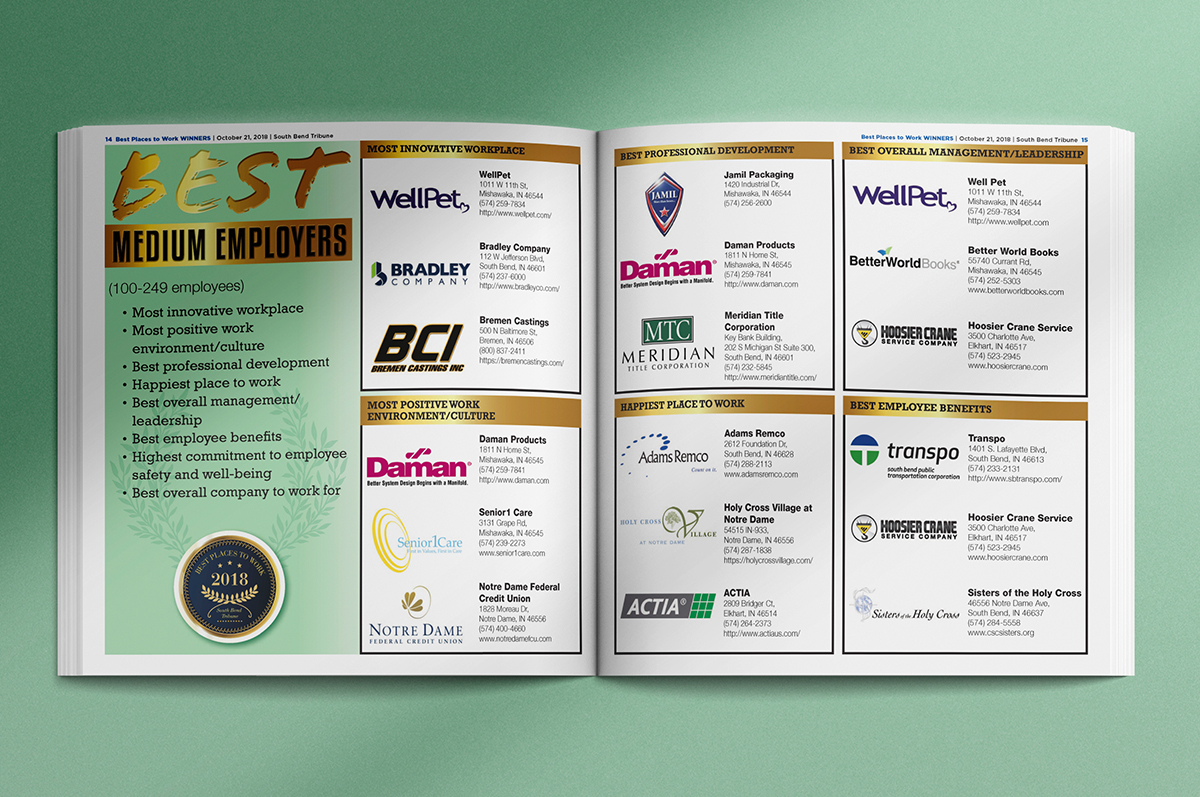 14 Best Places to Work WINNERS | October 21, 2018 | South Bend Tribune
BEST
MEDIUM EMPLOYERS
(100-249 employees)
• Most innovative workplace
• Most positive work
environment/culture
• Best professional development
• Happiest place to work
• Best overall management/
leadership
• Best employee benefits
• Highest commitment to employee
safety and well-being
• Best overall company to work for
BEST PLACES TO WORK
2018
South Bend
Tribune
MOST INNOVATIVE WORKPLACE
WellPet
WellPet
1011 W 11th St,
Mishawaka, IN 46544
(574) 259-7834
http://www.wellpet.com/
BRADLEY
COMPANY
Bradley Company
112 W Jefferson Blvd,
South Bend, IN 46601
(574) 237-6000
http://www.bradleyco.com/
BCI
BREMEN CASTINGS INC
Bremen Castings
500 N Baltimore St,
Bremen, IN 46506
(800) 837-2411
https://bremencastings.com/
MOST POSITIVE WORK
ENVIRONMENT/CULTURE
Daman®
Better System Design Begins with a Manifold.
Daman Products
1811 N Home St,
Mishawaka, IN 46545
(574) 259-7841
http://www.daman.com
Senior1Care
First in Values, First in Care
Senior1 Care
3131 Grape Rd,
Mishawaka, IN 46545
(574) 239-2273
www.senior1care.com
NOTRE DAME
FEDERAL CREDIT UNION
Notre Dame Federal
Credit Union
1828 Moreau Dr,
Notre Dame, IN 46556
(574) 400-4660
www.notredamefcu.com
Best Places to Work WINNERS | October 21, 2018 | South Bend Tribune 15
BEST PROFESSIONAL DEVELOPMENT
JAMIL
Jamil Packaging
1420 Industrial Dr,
Mishawaka, IN 46544
(574) 256-2600
Daman®
Better System Design Begins with a Manifold.
Daman Products
1811 N Home St,
Mishawaka, IN 46545
(574) 259-7841
http://www.daman.com
MTC
MERIDIAN
TITLE CORPORATION
Meridian Title
Corporation
Key Bank Building,
202 S Michigan St Suite 300,
South Bend, IN 46601
(574) 232-5845
http://www.meridiantitle.com/
BEST OVERALL MANAGEMENT/LEADERSHIP
WellPet
Well Pet
1011 W 11th St,
Mishawaka, IN 46544
(574) 259-7834
http://www.wellpet.com
BetterWorldBooks
Better World Books
55740 Currant Rd,
Mishawaka, IN 46545
(574) 252-5303
www.betterworldbooks.com
HOOSIER CRANE
SERVICE COMPANY
Hoosier Crane Service
3500 Charlotte Ave,
Elkhart, IN 46517
(574) 523-2945
www.hoosiercrane.com
HAPPIEST PLACE TO WORK
Adams Remco
Count on it.
Adams Remco
2612 Foundation Dr,
South Bend, IN 46628
(574) 288-2113
www.adamsremco.com
HOLY CROSS VILLAGE
AT NOTRE DAME
Holy Cross Village at
Notre Dame
54515 IN-933,
Notre Dame, IN 46556
(574) 287-1838
https://holycrossvillage.com/
ACTIA®
ACTIA
2809 Bridger Ct,
Elkhart, IN 46514
(574) 264-2373
http://www.actiaus.com/
BEST EMPLOYEE BENEFITS
transpo
south bend public
transportation corporation
Transpo
1401 S. Lafayette Blvd,
South Bend, IN 46613
(574) 233-2131
http://www.sbtranspo.com/
HOOSIER CRANE
SERVICE COMPANY
Hoosier Crane Service
3500 Charlotte Ave,
Elkhart, IN 46517
(574) 523-2945
www.hoosiercrane.com
Sisters of the Holy Cross
Sisters of the Holy Cross
46556 Notre Dame Ave,
South Bend, IN 46637
(574) 284-5558
www.cscsisters.org